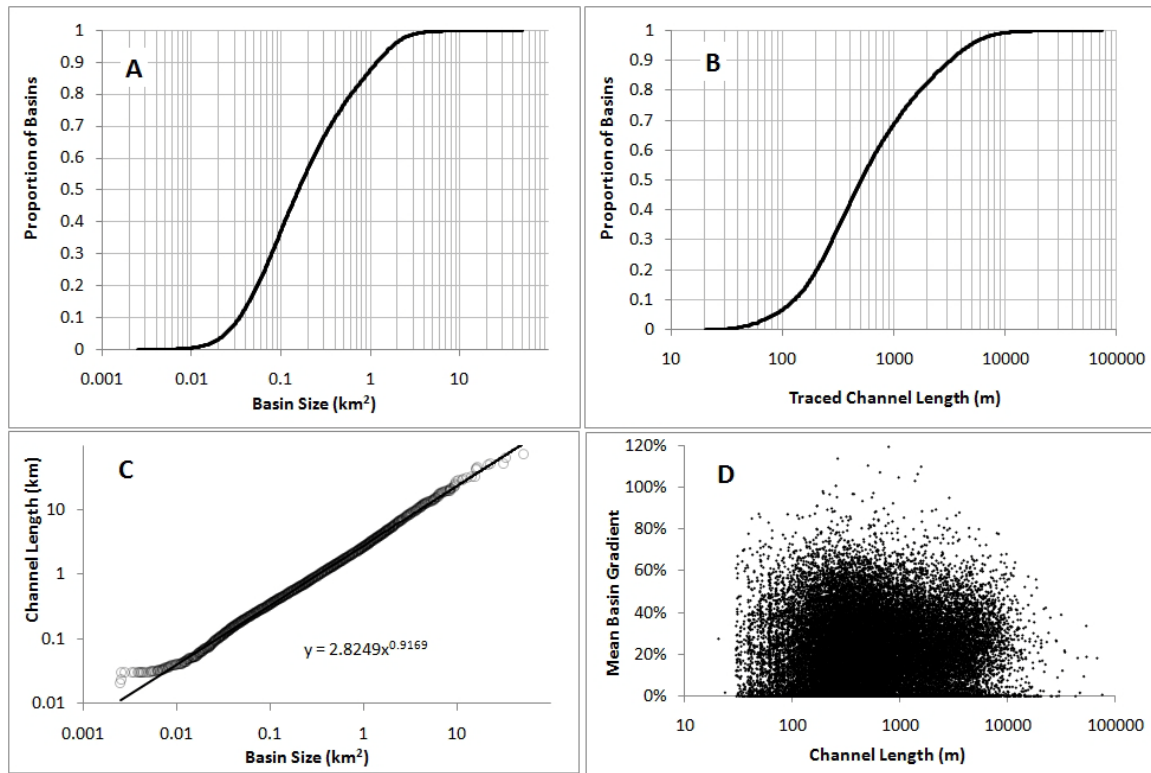 A
Proportion of Basins
1
0.9
0.8
0.7
0.6
0.5
0.4
0.3
0.2
0.1
0
0.001 0.01 0.1 1 10
Basin Size (km²)
B
Proportion of Basins
1
0.9
0.8
0.7
0.6
0.5
0.4
0.3
0.2
0.1
0
10 100 1000 10000 100000
Traced Channel Length (m)
C
Channel Length (km)
10
1
0.1
0.01
y = 2.8249x^0.9169
0.001 0.01 0.1 1 10
Basin Size (km²)
D
Mean Basin Gradient
120%
100%
80%
60%
40%
20%
0%
10 100 1000 10000 100000
Channel Length (m)